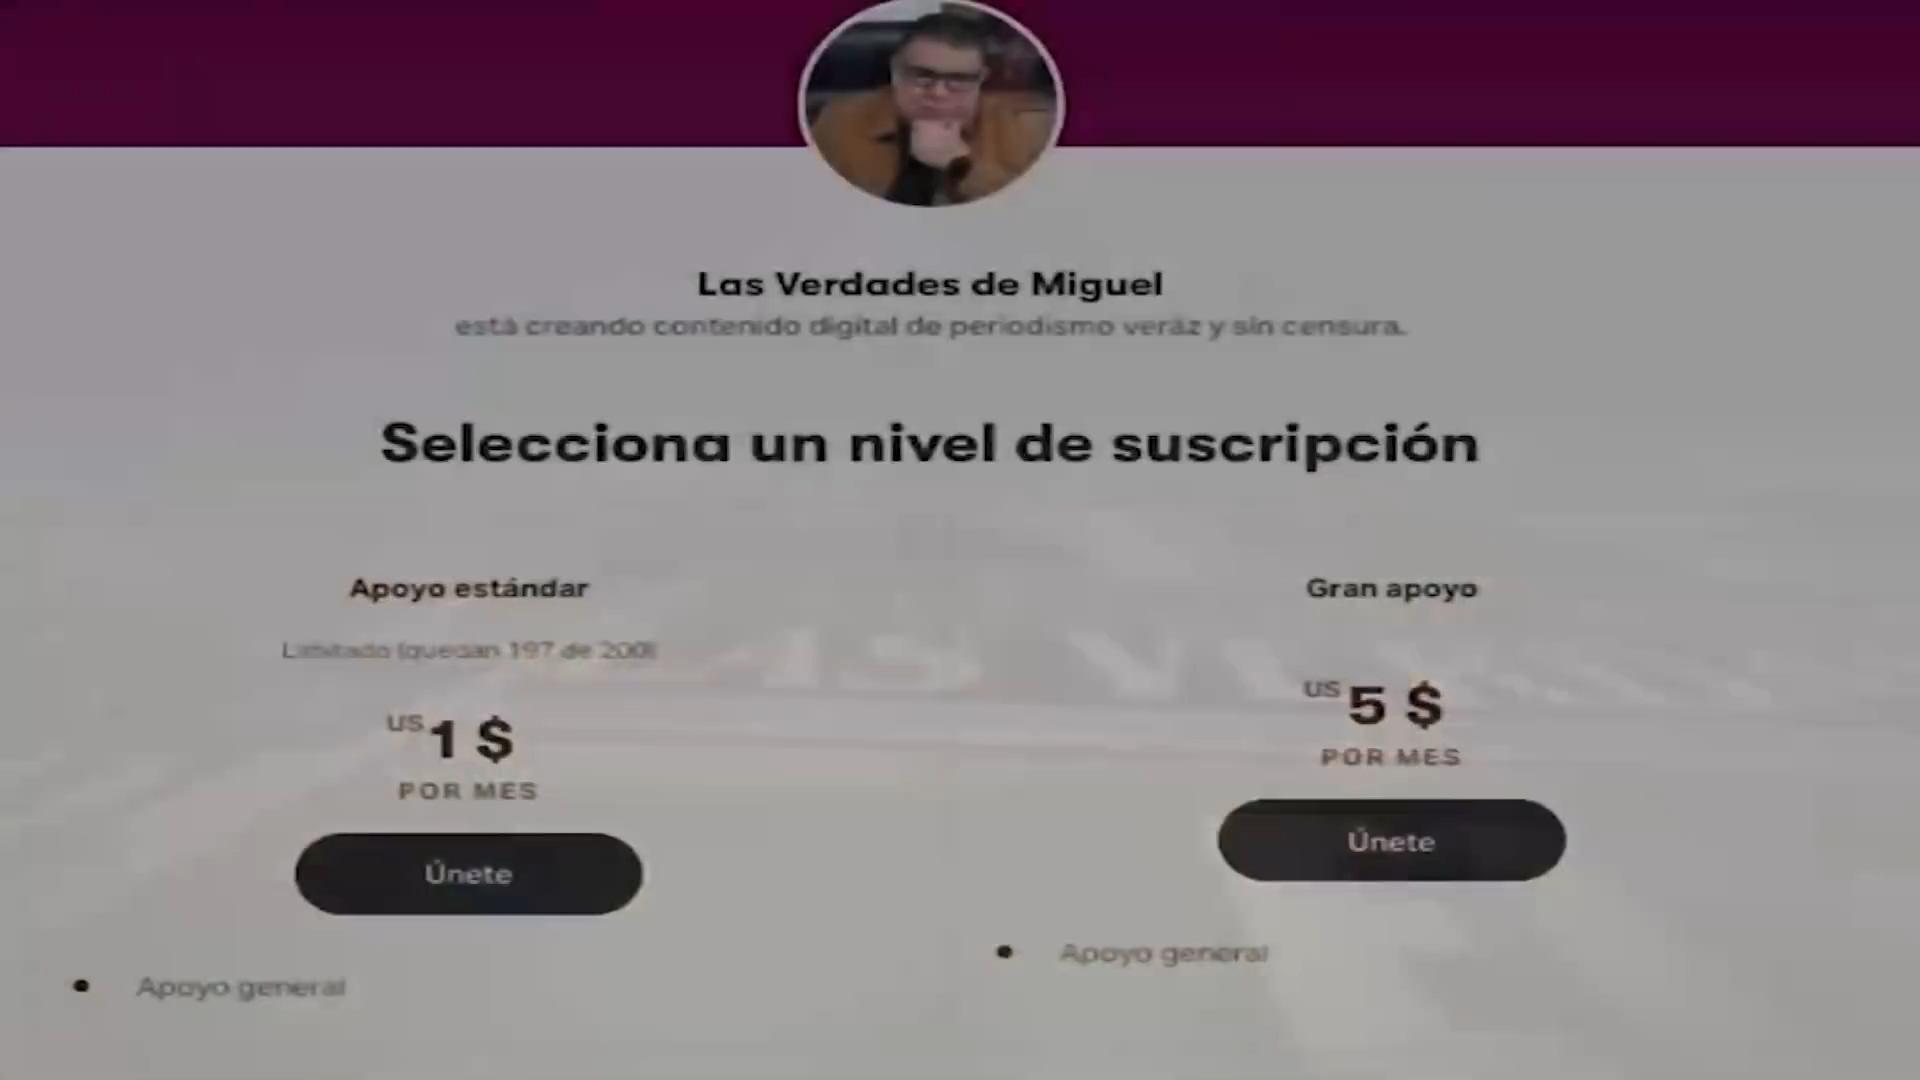 Las Verdades de Miguel
está creando contenido digital de periodismo veráz y sin censura.
Selecciona un nivel de suscripción
Apoyo estándar
Limitado (quedan 197 de 200)
US 1 $
POR MES
Únete
Apoyo general
Gran apoyo
US 5 $
POR MES
Únete
Apoyo general